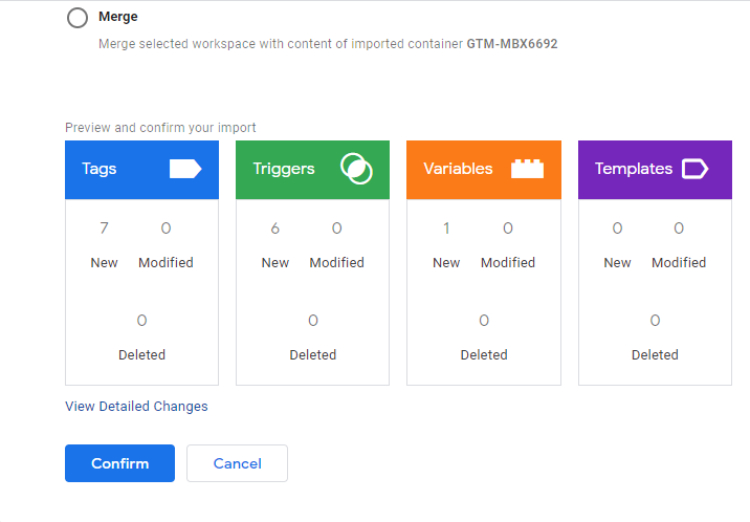 Merge
Merge selected workspace with content of imported container GTM-MBX6692
Preview and confirm your import
Tags
7 0
New Modified
0
Deleted
Triggers
6 0
New Modified
0
Deleted
Variables
1 0
New Modified
0
Deleted
Templates
0 0
New Modified
0
Deleted
View Detailed Changes
Confirm Cancel